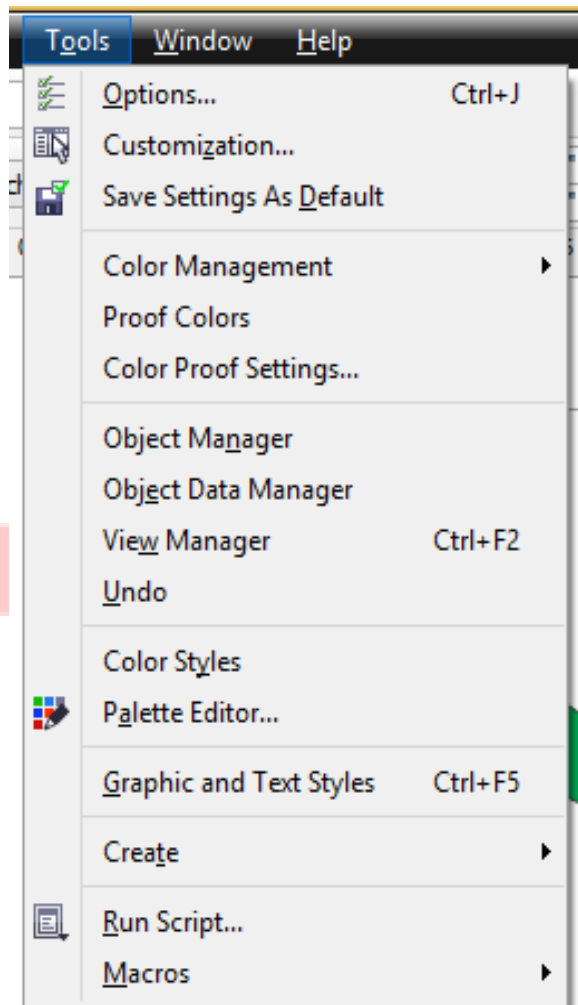 Tools Window Help
Options... Ctrl+J
Customization...
Save Settings As Default
Color Management
Proof Colors
Color Proof Settings...
Object Manager
Object Data Manager
View Manager Ctrl+F2
Undo
Color Styles
Palette Editor...
Graphic and Text Styles Ctrl+F5
Create
Run Script...
Macros